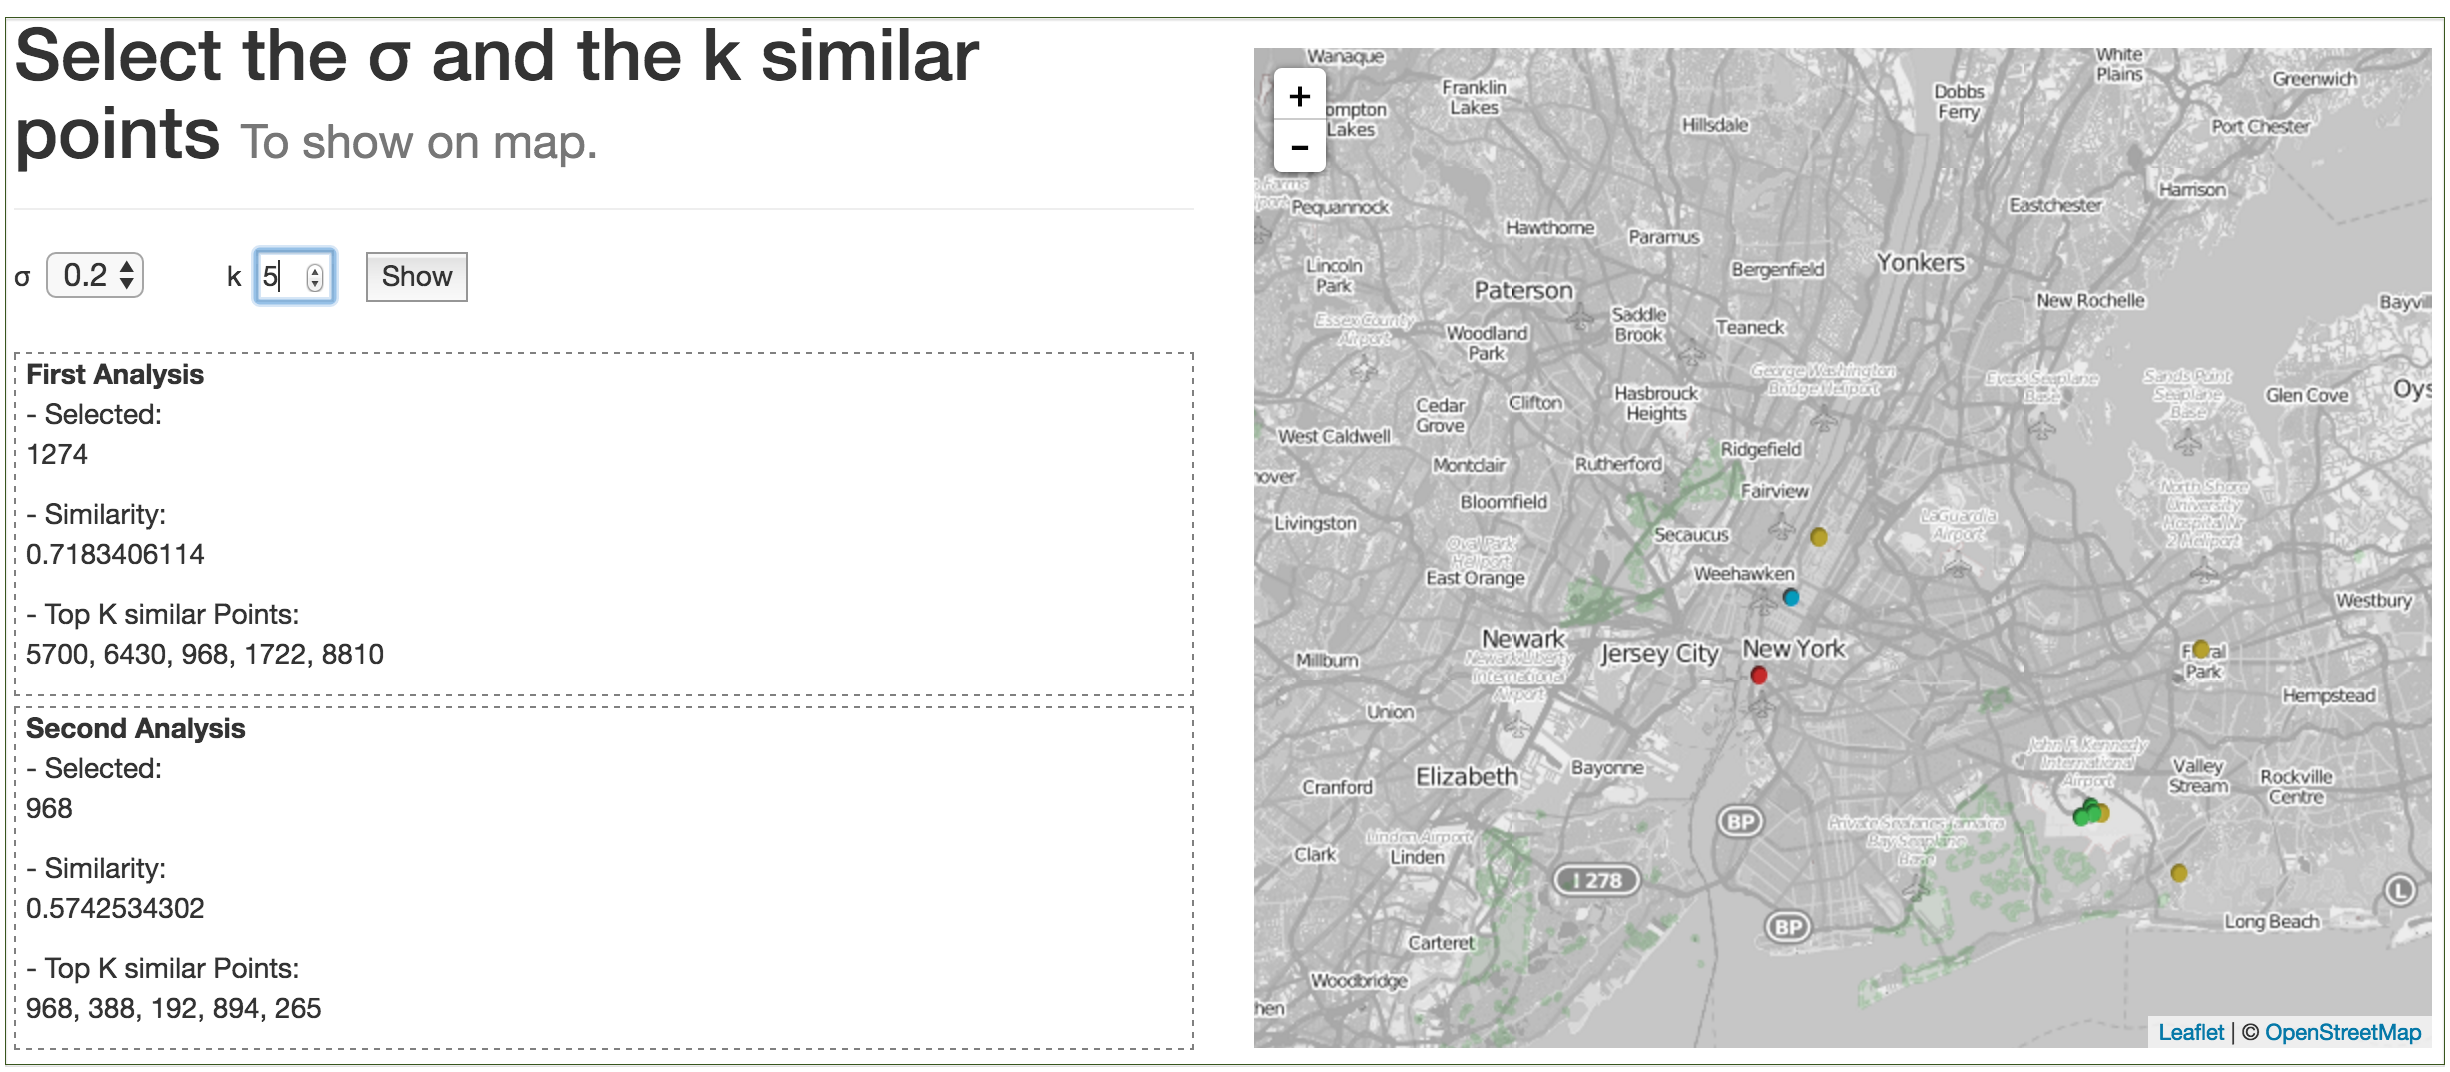 Select the σ and the k similar
points To show on map.
σ 0.2 k 5 Show
First Analysis
- Selected:
1274
- Similarity:
0.7183406114
- Top K similar Points:
5700, 6430, 968, 1722, 8810
Second Analysis
- Selected:
968
- Similarity:
0.5742534302
- Top K similar Points:
968, 388, 192, 894, 265
+
−
Wanaque
White
Plains
Greenwich
Franklin
Lakes
Dobbs
Ferry
ompton
Lakes
Hillsdale
Port Chester
Harrison
Pequannock
Eastchester
Hawthorne
Paramus
Yonkers
Lincoln
Park
Bergenfield
Paterson
New Rochelle
Bayvil
Saddle
Brook
Teaneck
Essex County
Airport
Woodland
Park
George Washington
Bridge Heliport
Evers Seaplane
Base
Sands Point
Seaplane
Base
Glen Cove
Oys
Hasbrouck
Heights
Cedar
Grove
Clifton
West Caldwell
Ridgefield
Montclair
Rutherford
nover
Fairview
North Shore
University
Hospital Nr
2 Heliport
Bloomfield
Livingston
LaGuardia
Airport
Secaucus
Oval Park
Heliport
East Orange
Weehawken
Westbury
Newark
Jersey City
New York
Millburn
Newark Liberty
International
Airport
Park
Hempstead
Union
John F. Kennedy
International
Airport
Valley
Stream
Rockville
Centre
Elizabeth
Bayonne
Cranford
BP
Private Seaplanes Jamaica
Bay Seaplane
Base
Linden Airport
Linden
Clark
I 278
L
BP
Long Beach
Carteret
Woodbridge
hen
Leaflet | © OpenStreetMap